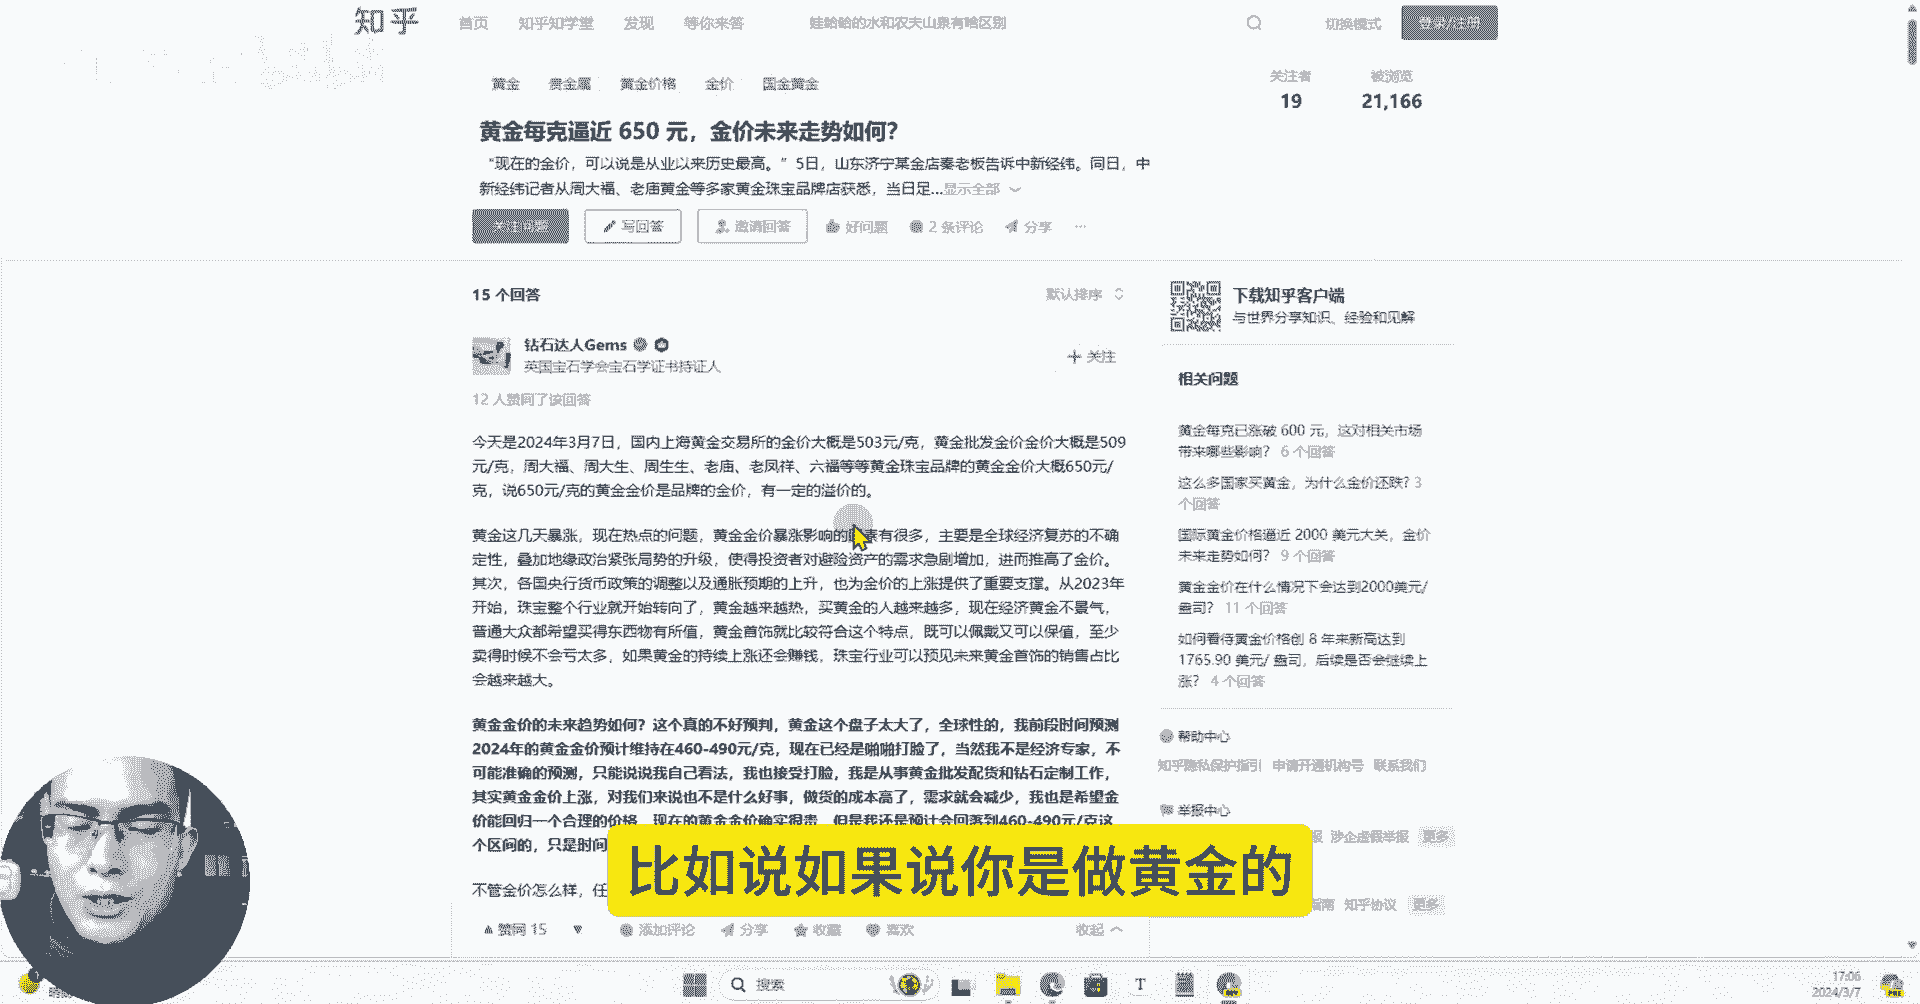 知乎
首页 知乎知学堂 发现 等你来答 娃哈哈的水和农夫山泉有啥区别 切换模式 登录/注册
黄金 贵金属 黄金价格 金价 国金黄金
关注者 被浏览
19 21,166
黄金每克逼近 650 元，金价未来走势如何？
“现在的金价，可以说是从业以来历史最高。”5日，山东济宁某金店秦老板告诉中新经纬。同日，中
新经纬记者从周大福、老庙黄金等多家黄金珠宝品牌店获悉，当日足...显示全部
关注问题 写回答 邀请回答 好问题 2 条评论 分享 ...
15 个回答 默认排序
钻石达人Gems
英国宝石学会宝石学证书持证人
+ 关注
12 人赞同了该回答
今天是2024年3月7日，国内上海黄金交易所的金价大概是503元/克，黄金批发金价金价大概是509
元/克，周大福、周大生、周生生、老庙、老凤祥、六福等等黄金珠宝品牌的黄金金价大概650元/
克，说650元/克的黄金金价是品牌的金价，有一定的溢价的。
黄金这几天暴涨，现在热点的问题，黄金金价暴涨影响的因素有很多，主要是全球经济复苏的不确
定性，叠加地缘政治紧张局势的升级，使得投资者对避险资产的需求急剧增加，进而推高了金价。
其次，各国央行货币政策的调整以及通胀预期的上升，也为金价的上涨提供了重要支撑。从2023年
开始，珠宝整个行业就开始转向了，黄金越来越热，买黄金的人越来越多，现在经济黄金不景气，
普通大众都希望买得东西物有所值，黄金首饰就比较符合这个特点，既可以佩戴又可以保值，至少
卖得时候不会亏太多，如果黄金的持续上涨还会赚钱，珠宝行业可以预见未来黄金首饰的销售占比
会越来越大。
黄金金价的未来趋势如何？这个真的不好预判，黄金这个盘子太大了，全球性的，我前段时间预测
2024年的黄金金价预计维持在460-490元/克，现在已经是啪啪打脸了，当然我不是经济专家，不
可能准确的预测，只能说说我自己看法，我也接受打脸，我是从事黄金批发配货和钻石定制工作，
其实黄金金价上涨，对我们来说也不是什么好事，做货的成本高了，需求就会减少，我也是希望金
价能回归一个合理的价格，现在的黄金金价确实很贵，但是我还是预计会回落到460-490元/克这
个区间的，只是时间
不管金价怎么样，任
赞同 15 添加评论 分享 收藏 喜欢 收起
下载知乎客户端
与世界分享知识、经验和见解
相关问题
黄金每克已涨破 600 元，这对相关市场
带来哪些影响？ 6 个回答
这么多国家买黄金，为什么金价还跌？ 3
个回答
国际黄金价格逼近 2000 美元大关，金价
未来走势如何？ 9 个回答
黄金金价在什么情况下会达到2000美元/
盎司？ 11 个回答
如何看待黄金价格创 8 年来新高达到
1765.90 美元/ 盎司，后续是否会继续上
涨？ 4 个回答
帮助中心
知乎隐私保护指引 申请开通机构号 联系我们
举报中心
报 涉企虚假举报 更多
指南 知乎协议 更多
比如说如果说你是做黄金的
搜索
17:06
2024/3/7